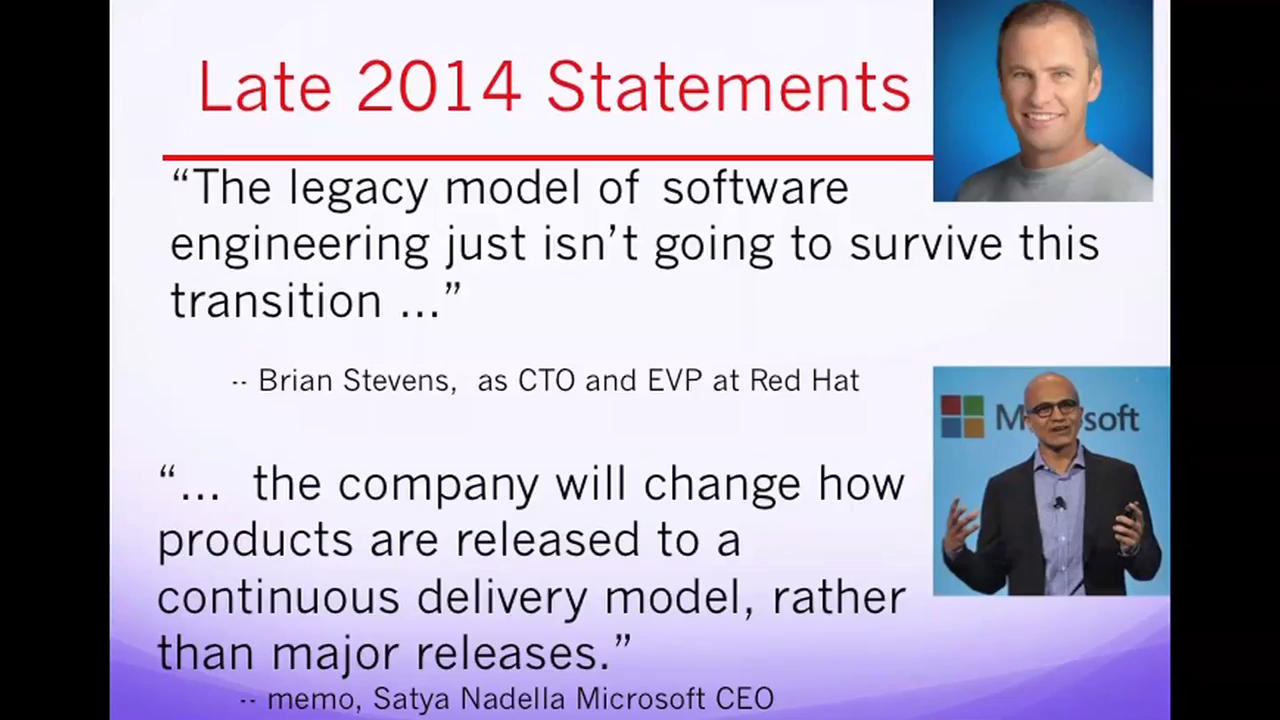 Late 2014 Statements
“The legacy model of software
engineering just isn’t going to survive this
transition ...”
-- Brian Stevens,  as CTO and EVP at Red Hat
Microsoft
“...  the company will change how
products are released to a
continuous delivery model, rather
than major releases.”
-- memo, Satya Nadella Microsoft CEO